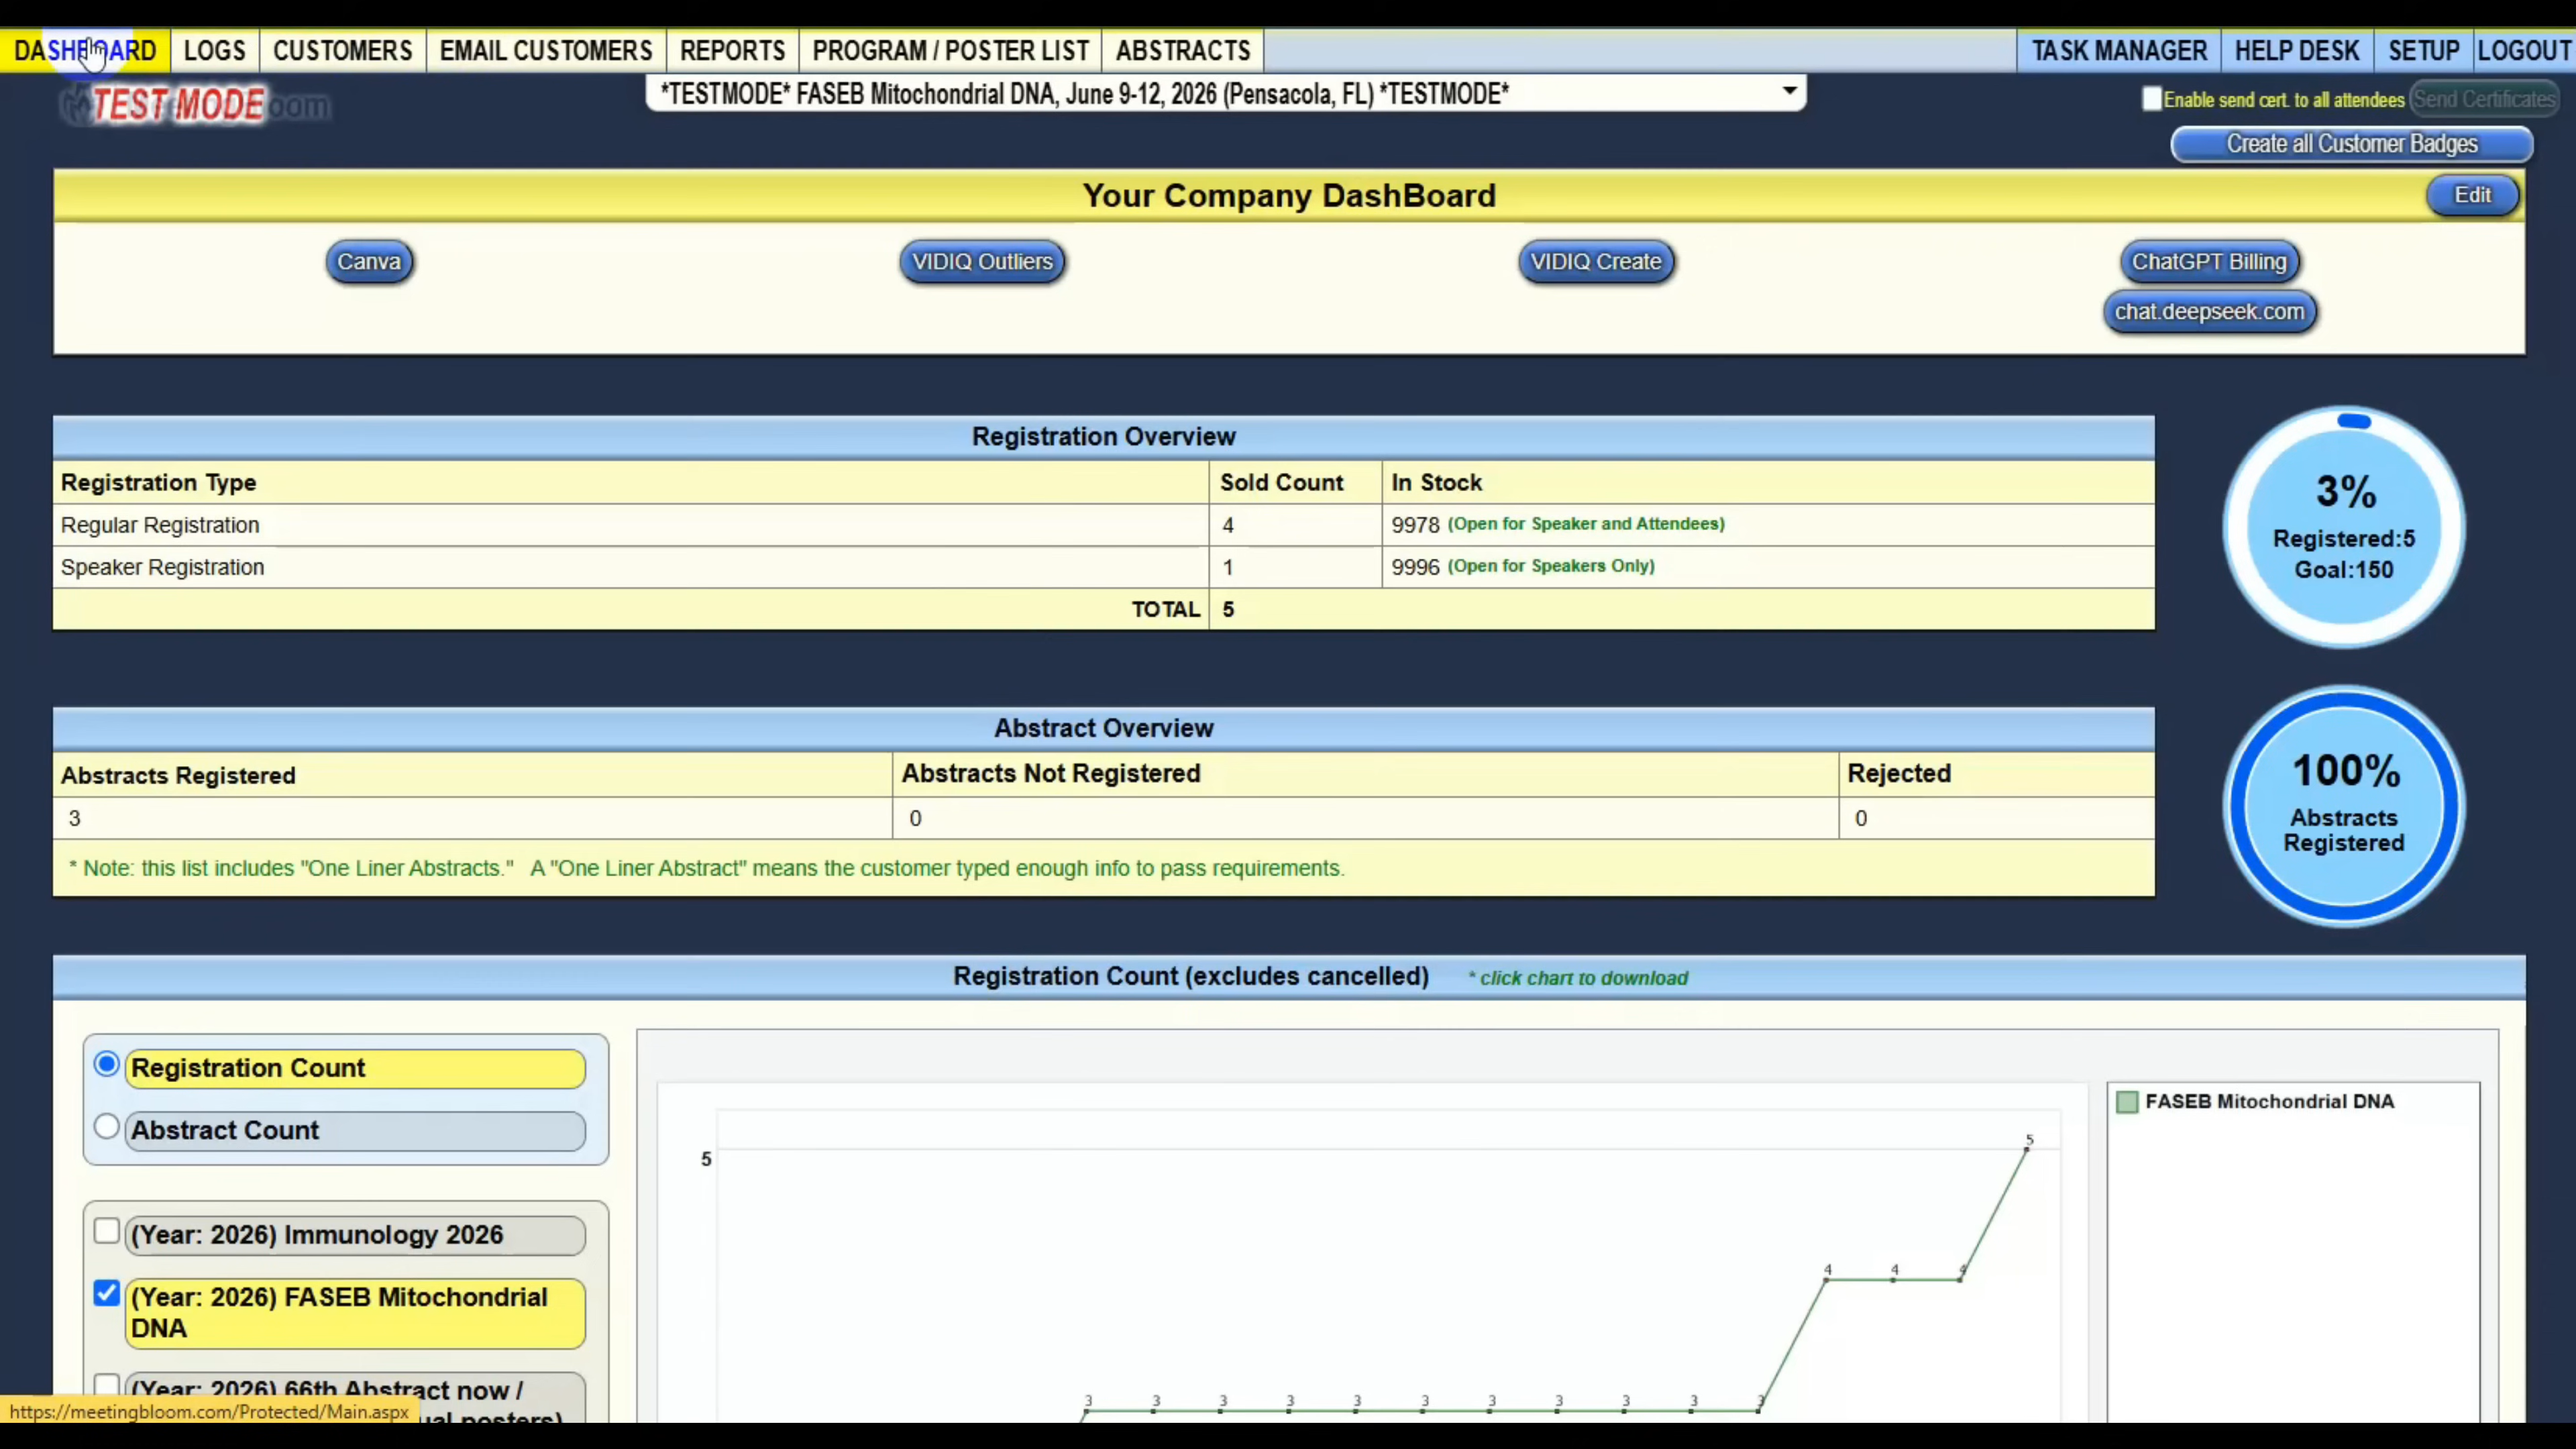 DASHBOARD LOGS CUSTOMERS EMAIL CUSTOMERS REPORTS PROGRAM / POSTER LIST ABSTRACTS TASK MANAGER HELP DESK SETUP LOGOUT
TEST MODE
*TESTMODE* FASEB Mitochondrial DNA, June 9-12, 2026 (Pensacola, FL) *TESTMODE*
Enable send cert. to all attendees Send Certificates
Create all Customer Badges
Your Company DashBoard Edit
Canva VIDIQ Outliers VIDIQ Create ChatGPT Billing
chat.deepseek.com
Registration Overview
Registration Type Sold Count In Stock
Regular Registration 4 9978 (Open for Speaker and Attendees)
Speaker Registration 1 9996 (Open for Speakers Only)
TOTAL 5
3%
Registered:5
Goal:150
Abstract Overview
Abstracts Registered Abstracts Not Registered Rejected
3 0 0
* Note: this list includes "One Liner Abstracts." A "One Liner Abstract" means the customer typed enough info to pass requirements.
100%
Abstracts
Registered
Registration Count (excludes cancelled) * click chart to download
Registration Count
Abstract Count
(Year: 2026) Immunology 2026
(Year: 2026) FASEB Mitochondrial
DNA
(Year: 2026) 66th Abstract now /
ual posters)
FASEB Mitochondrial DNA
5
5
4 4 4
3 3 3 3 3 3 3 3 3 3 3
https://meetingbloom.com/Protected/Main.aspx